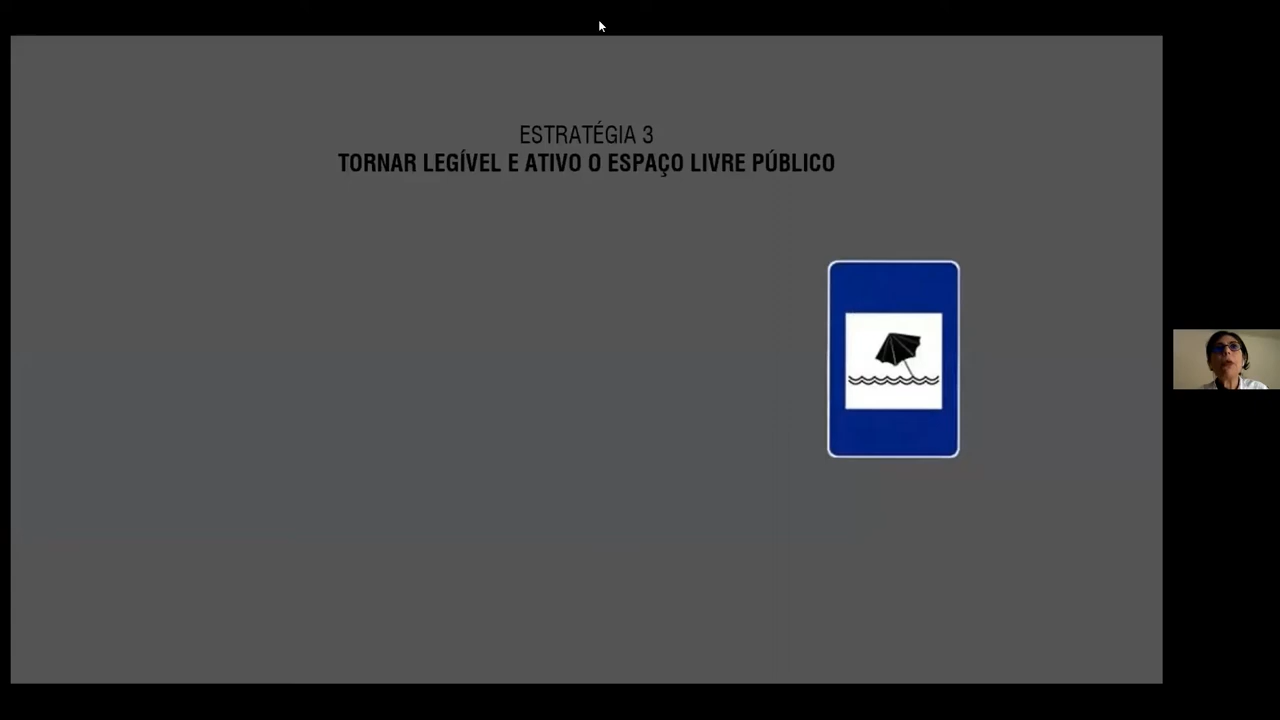 ESTRATÉGIA 3
TORNAR LEGÍVEL E ATIVO O ESPAÇO LIVRE PÚBLICO